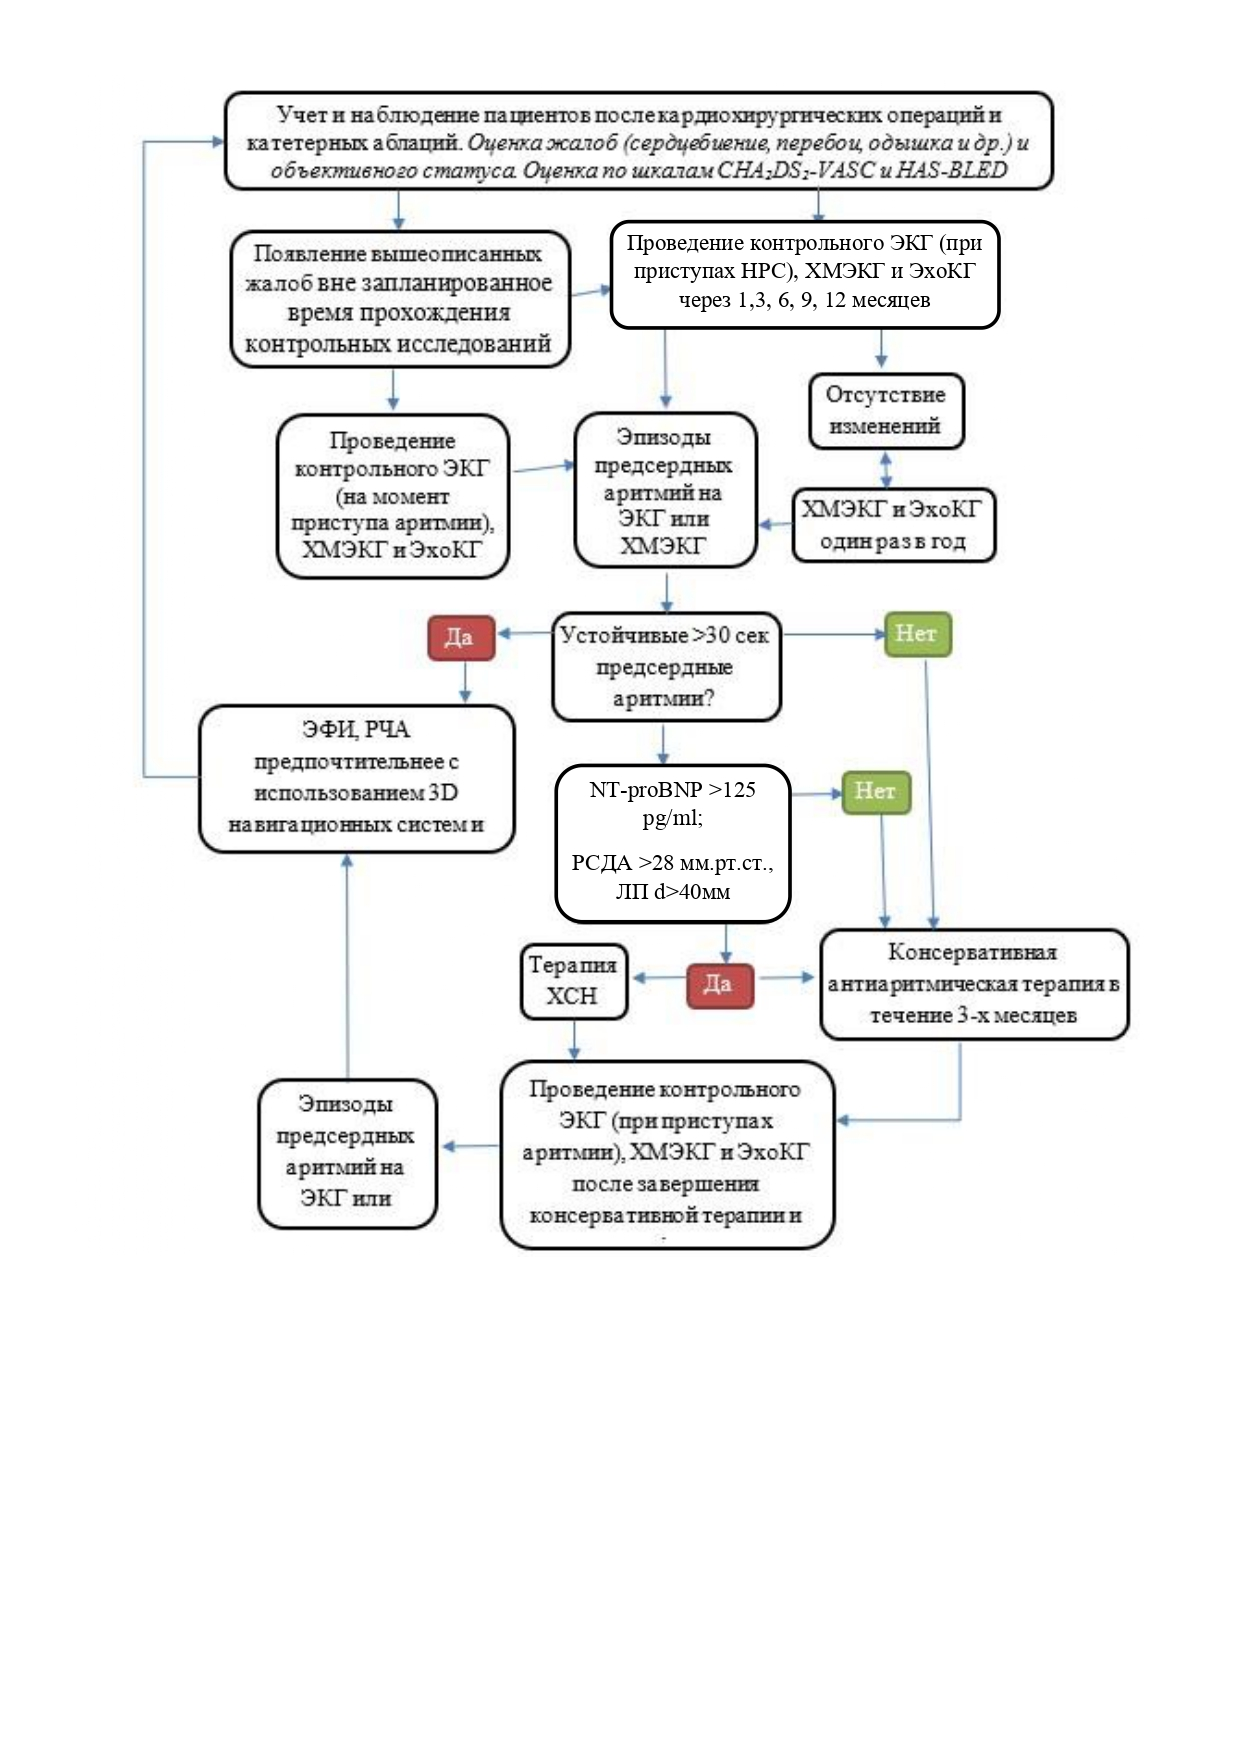 Учет и наблюдение пациентов после кардиохирургических операций и
катетерных аблаций. Оценка жалоб (сердцебиение, перебои, одышка и др.) и
объективного статуса. Оценка по шкалам CHA₂DS₂-VASC и HAS-BLED
Появление вышеописанных
жалоб вне запланированное
время прохождения
контрольных исследований
Проведение контрольного ЭКГ (при
приступах НРС), ХМЭКГ и ЭхоКГ
через 1,3, 6, 9, 12 месяцев
Отсутствие
изменений
Проведение
контрольного ЭКГ
(на момент
приступа аритмии),
ХМЭКГ и ЭхоКГ
Эпизоды
предсердных
аритмий на
ЭКГ или
ХМЭКГ
ХМЭКГ и ЭхоКГ
один раз в год
Да
Устойчивые >30 сек
предсердные
аритмии?
Нет
ЭФИ, РЧА
предпочтительнее с
использованием 3D
навигационных систем и
NT-proBNP >125
pg/ml;
РСДА >28 мм.рт.ст.,
ЛП d>40мм
Нет
Терапия
ХСН
Да
Консервативная
антиаритмическая терапия в
течение 3-х месяцев
Эпизоды
предсердных
аритмий на
ЭКГ или
Проведение контрольного
ЭКГ (при приступах
аритмии), ХМЭКГ и ЭхоКГ
после завершения
консервативной терапии и